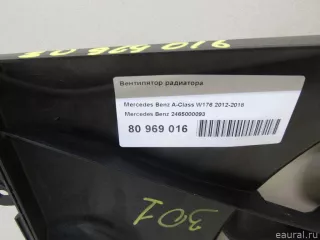 80 969 016
Вентилятор радиатора
Mercedes Benz A-Class W176 2012-2018
Mercedes Benz 2465000093
80 969 016
301
eaural.ru